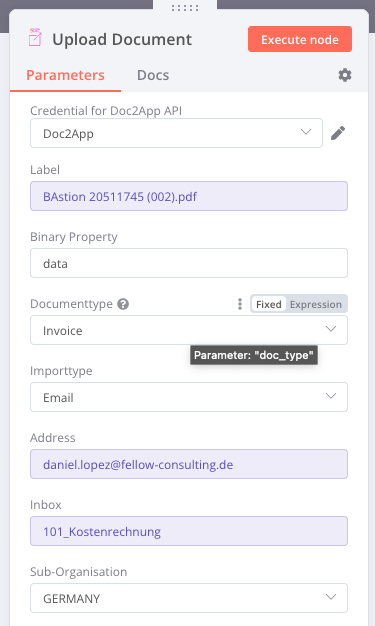 Upload Document
Execute node
Parameters
Docs
Credential for Doc2App API
Doc2App
Label
BAstion 20511745 (002).pdf
Binary Property
data
Documenttype
Fixed
Expression
Invoice
Parameter: "doc_type"
Importtype
Email
Address
daniel.lopez@fellow-consulting.de
Inbox
101_Kostenrechnung
Sub-Organisation
GERMANY